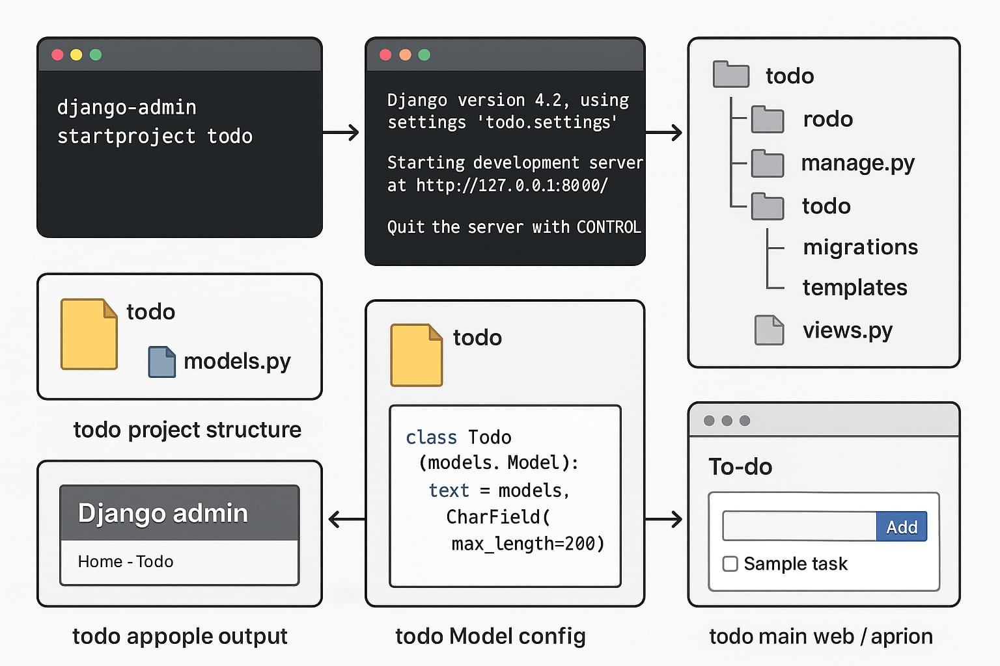 django-admin
startproject todo
Django version 4.2, using
settings 'todo.settings'
Starting development server
at http://127.0.0.1:8000/
Quit the server with CONTROL
todo
rodo
manage.py
todo
migrations
templates
views.py
todo
models.py
todo project structure
todo
class Todo
(models. Model):
text = models,
CharField(
max_length=200)
Django admin
Home - Todo
To-do
Add
Sample task
todo appople output
todo Model config
todo main web / aprion